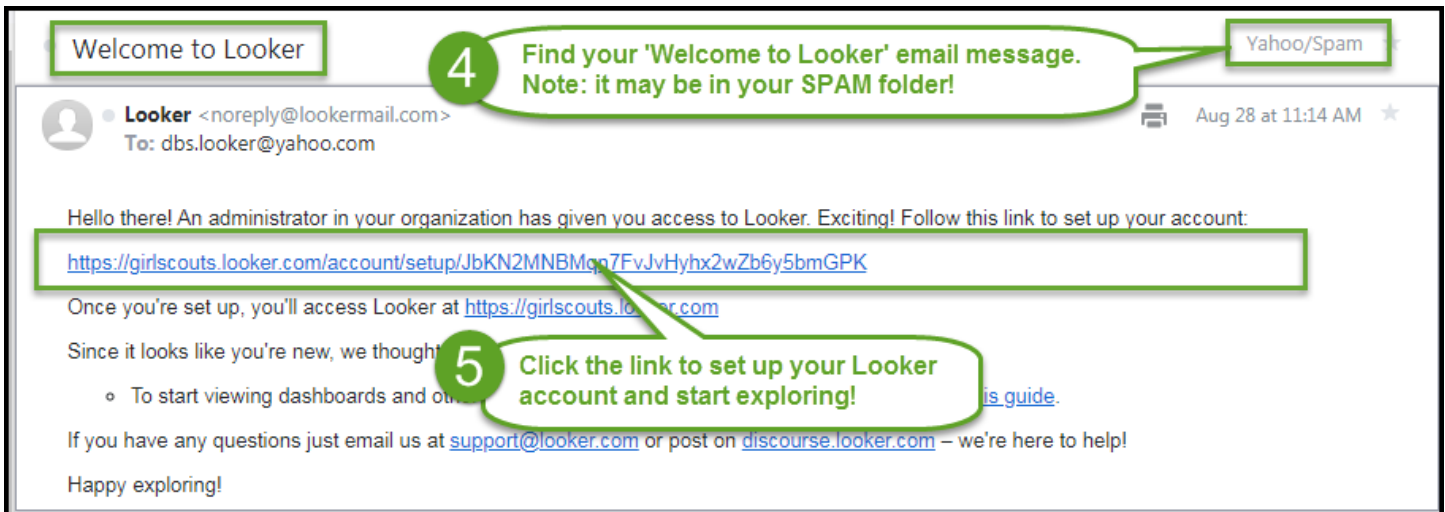 Welcome to Looker
4
Find your 'Welcome to Looker' email message.
Note: it may be in your SPAM folder!
Yahoo/Spam
Looker <noreply@lookermail.com>
Aug 28 at 11:14 AM
To: dbs.looker@yahoo.com
Hello there! An administrator in your organization has given you access to Looker. Exciting! Follow this link to set up your account:
https://girlscouts.looker.com/account/setup/JbKN2MNBMqp7FvJvHyhx2wZb6y5bmGPK
Once you're set up, you'll access Looker at https://girlscouts.looker.com
Since it looks like you're new, we thought
5
Click the link to set up your Looker
account and start exploring!
To start viewing dashboards and is guide.
If you have any questions just email us at support@looker.com or post on discourse.looker.com – we're here to help!
Happy exploring!